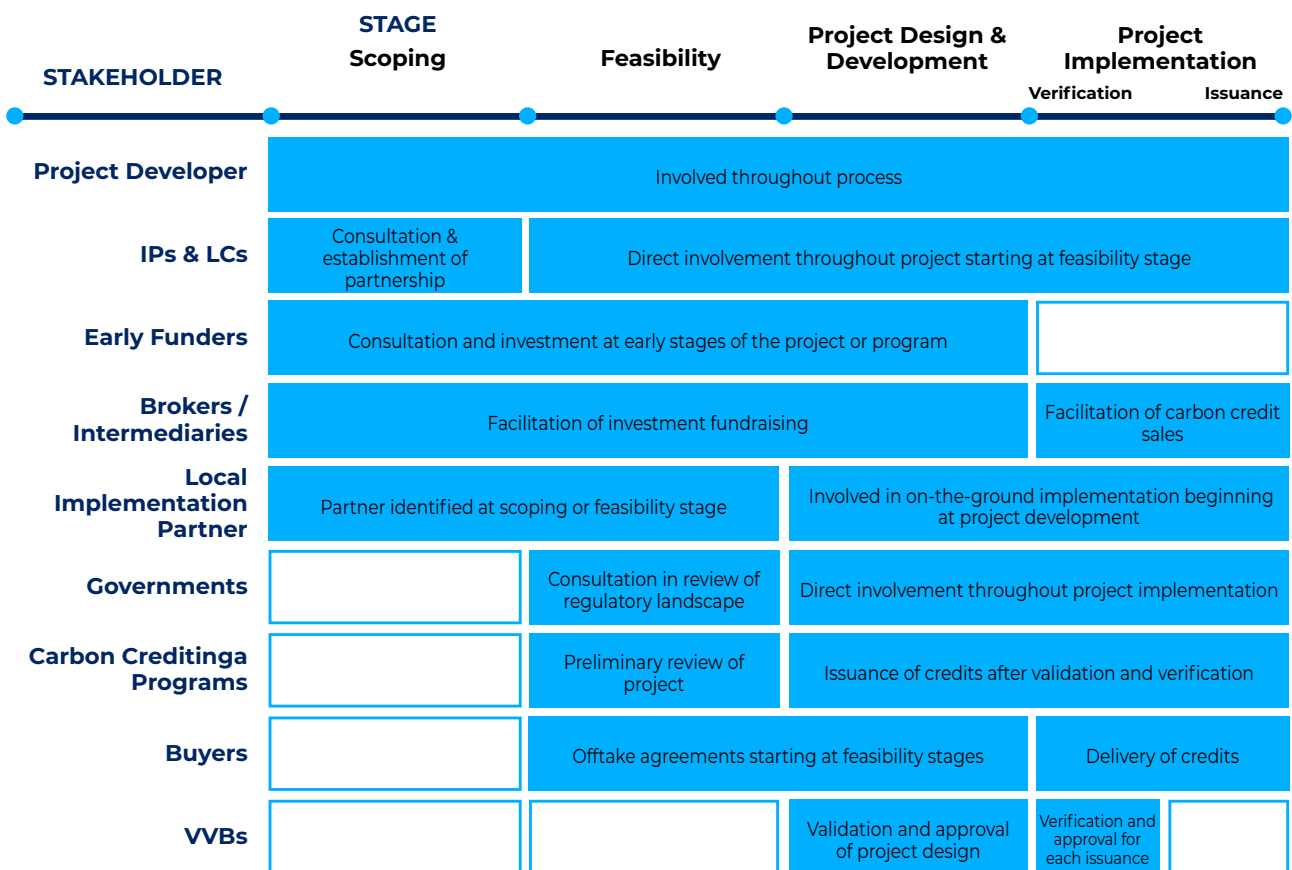 STAGE
STAKEHOLDER
Scoping
Feasibility
Project Design &
Development
Project
Implementation
Verification
Issuance
Project Developer
Involved throughout process
IPs & LCs
Consultation &
establishment of
partnership
Direct involvement throughout project starting at feasibility stage
Early Funders
Consultation and investment at early stages of the project or program
Brokers /
Intermediaries
Facilitation of investment fundraising
Facilitation of carbon credit
sales
Local
Implementation
Partner
Partner identified at scoping or feasibility stage
Involved in on-the-ground implementation beginning
at project development
Governments
Consultation in review of
regulatory landscape
Direct involvement throughout project implementation
Carbon Creditinga
Programs
Preliminary review of
project
Issuance of credits after validation and verification
Buyers
Offtake agreements starting at feasibility stages
Delivery of credits
VVBs
Validation and approval
of project design
Verification and
approval for
each issuance